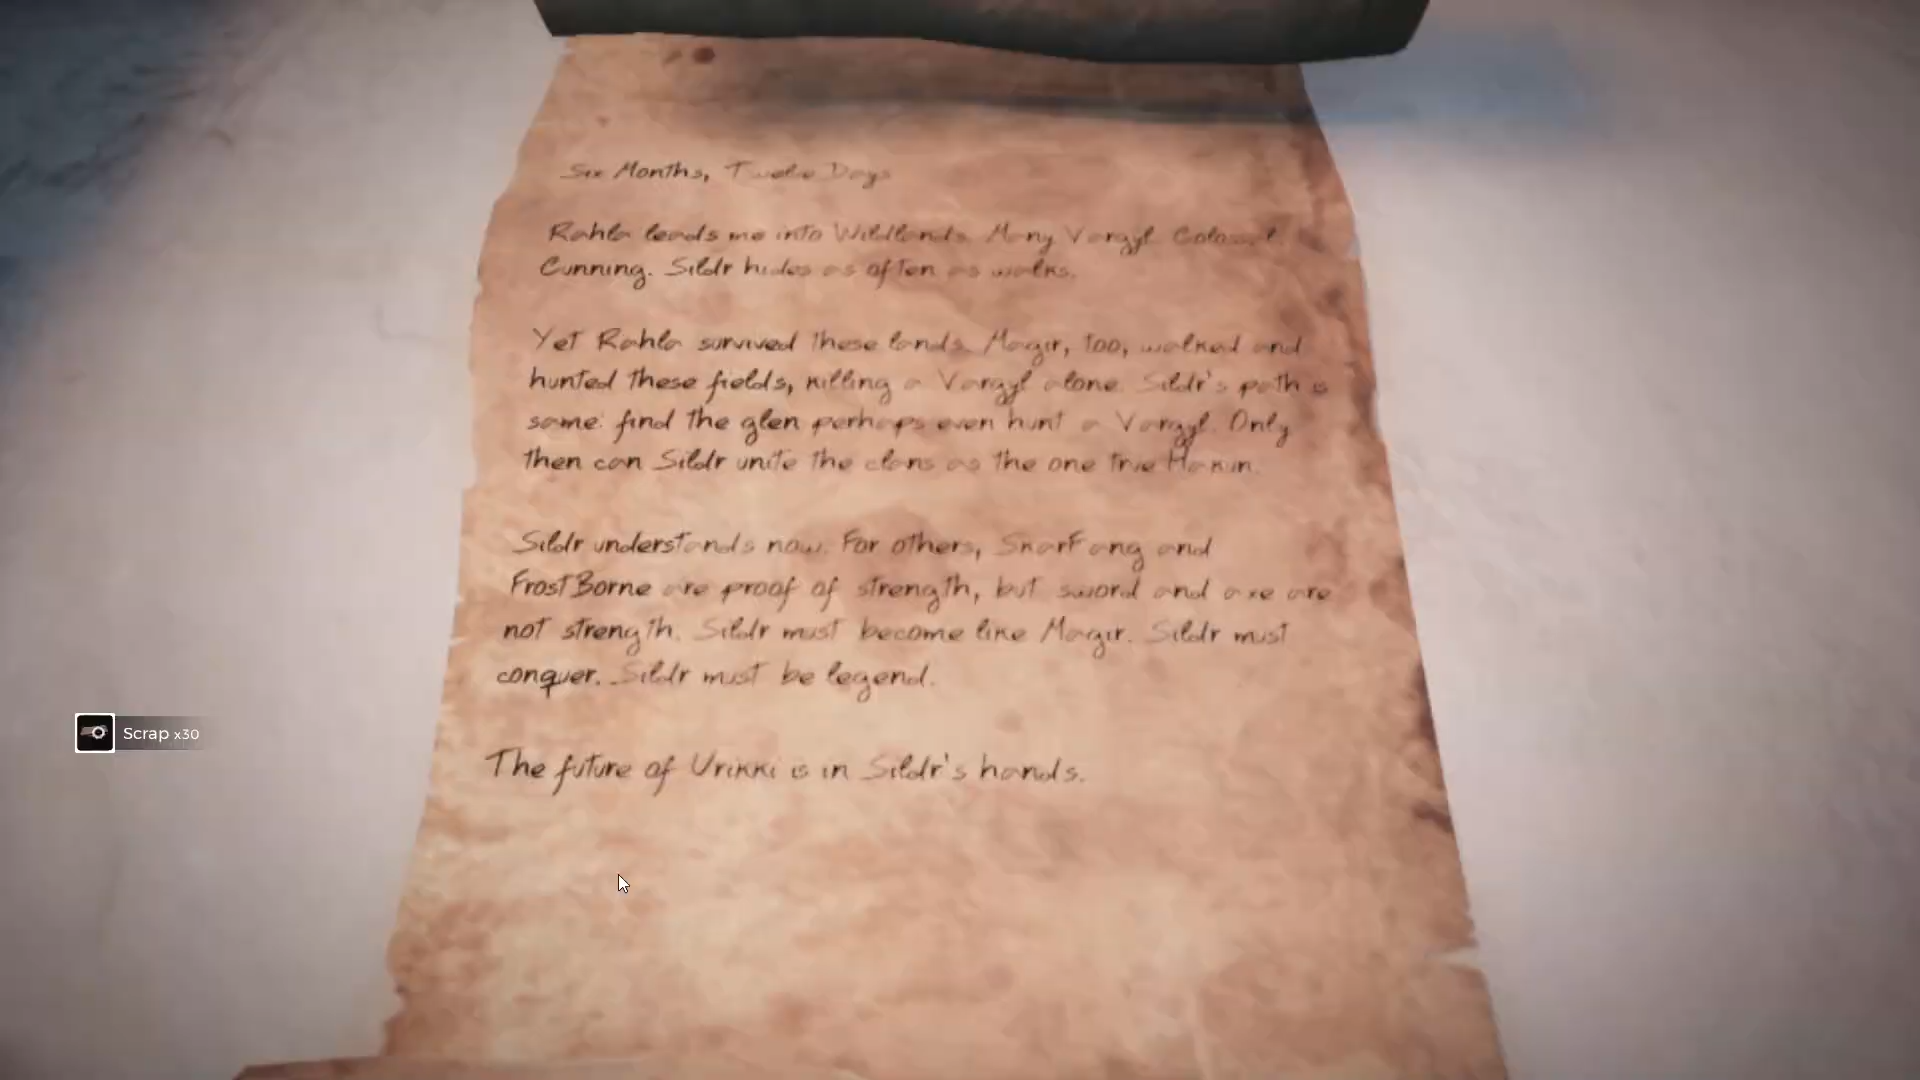 Six Months, Twelve Days
Rahla leads me into Wildlands. Many Vargyl. Colossal.
Cunning. Sildr hides as often as walks.
Yet Rahla survived these lands. Magir, too, walked and
hunted these fields, killing a Vargyl alone. Sildr's path is
same: find the glen perhaps even hunt a Vargyl. Only
then can Sildr unite the clans as the one true Hakun.
Sildr understands now. For others, SnarFang and
FrostBorne are proof of strength, but sword and axe are
not strength. Sildr must become like Magir. Sildr must
conquer. Sildr must be legend.
Scrap x30
The future of Urikki is in Sildr's hands.